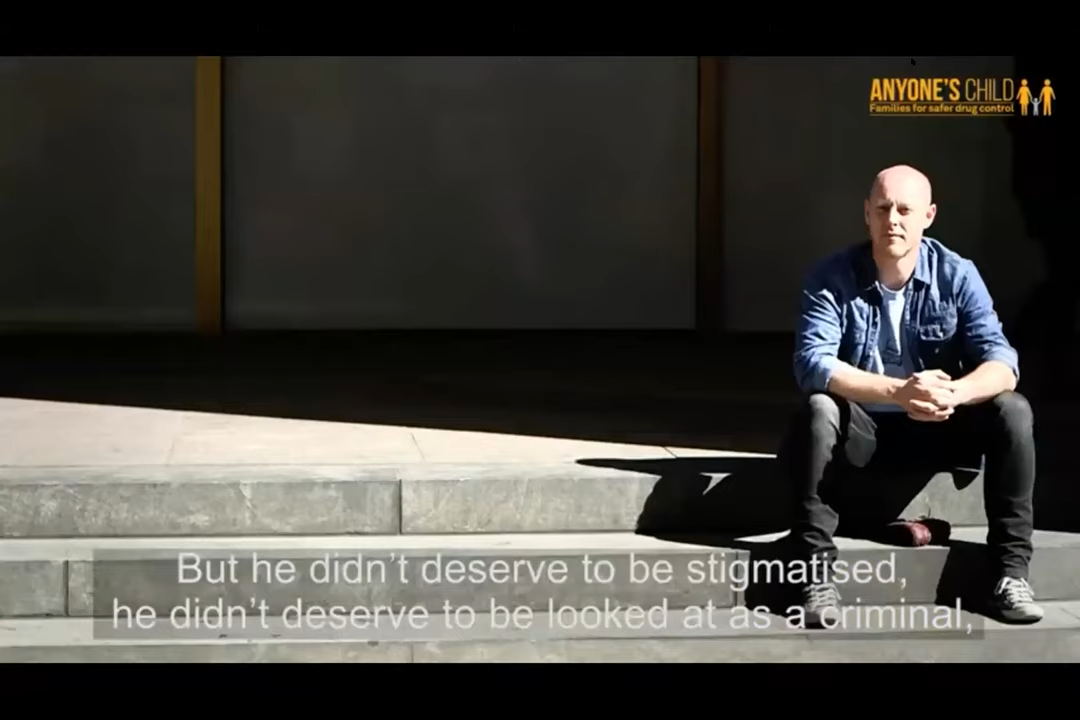 ANYONE'S CHILD
Families for safer drug control
But he didn't deserve to be stigmatised,
he didn't deserve to be looked at as a criminal,